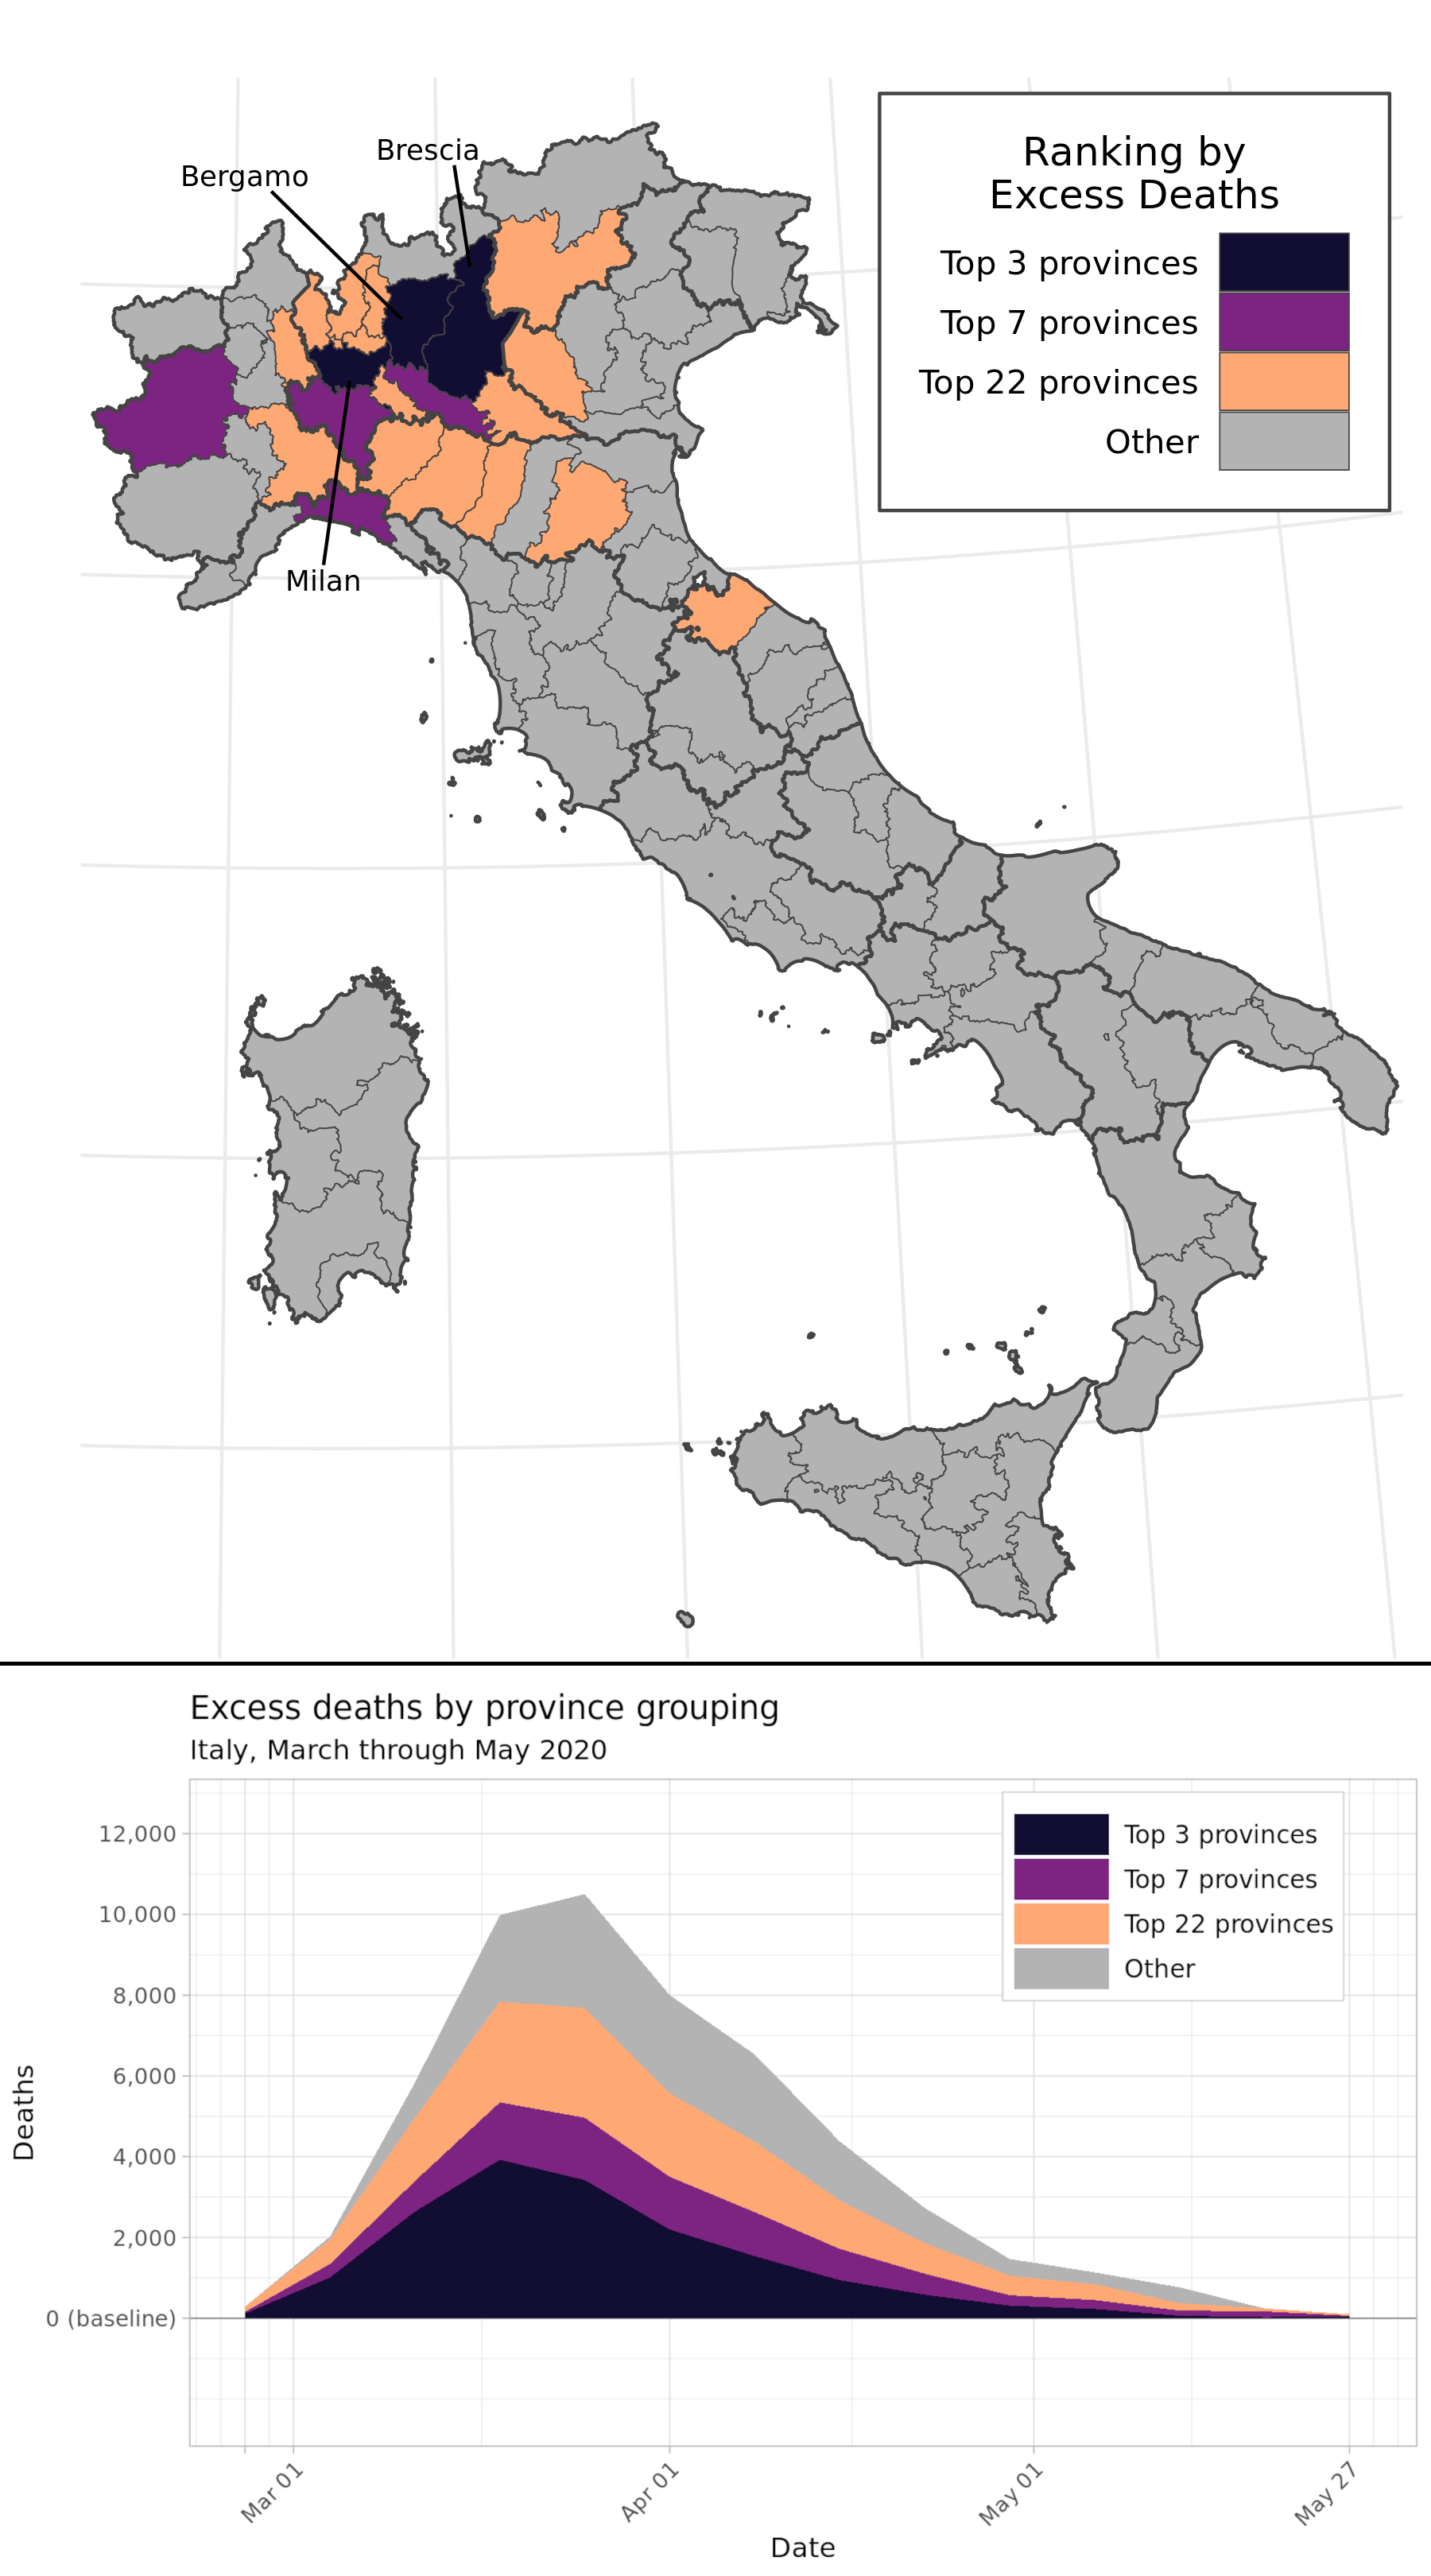 Brescia
Bergamo
Milan
Ranking by
Excess Deaths
Top 3 provinces
Top 7 provinces
Top 22 provinces
Other
Excess deaths by province grouping
Italy, March through May 2020
Top 3 provinces
Top 7 provinces
Top 22 provinces
Other
Deaths
12,000
10,000
8,000
6,000
4,000
2,000
0 (baseline)
Mar 01
Apr 01
May 01
May 27
Date